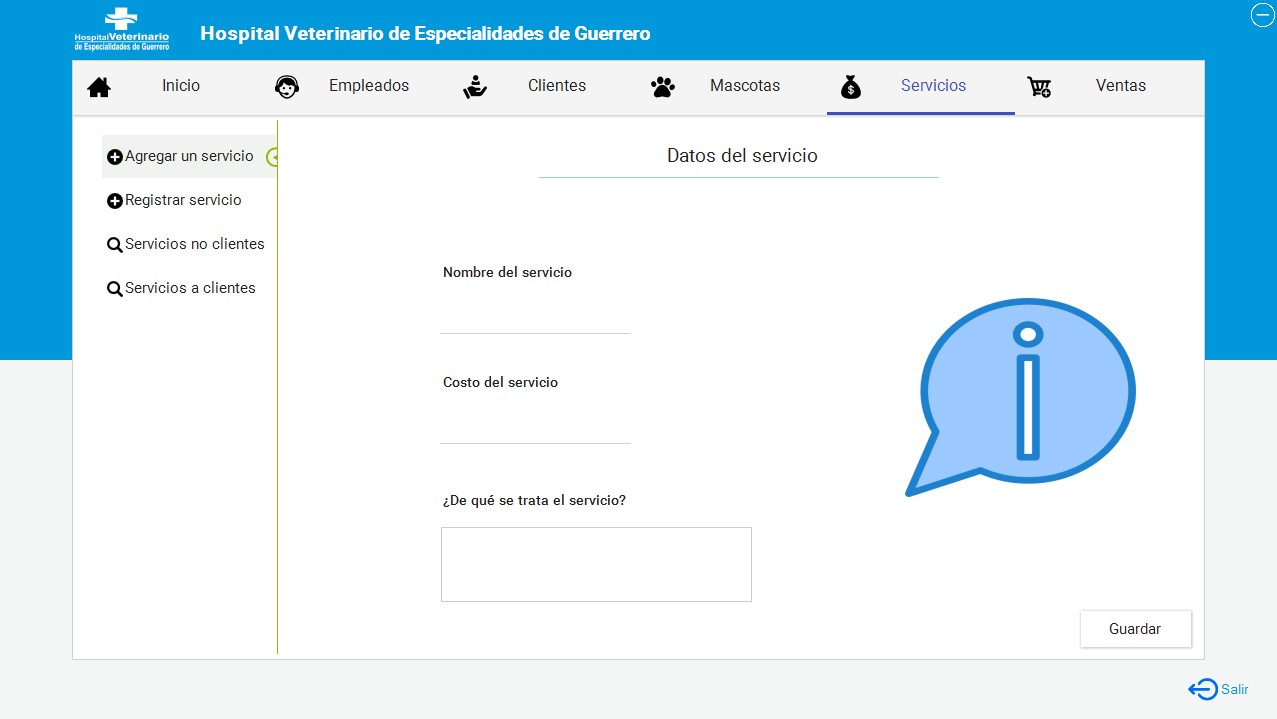 HospitalVeterinario
de Especialidades de Guerrero
Hospital Veterinario de Especialidades de Guerrero
Inicio
Empleados
Clientes
Mascotas
$
Servicios
Ventas
Agregar un servicio
Registrar servicio
Servicios no clientes
Servicios a clientes
Datos del servicio
Nombre del servicio
Costo del servicio
¿De qué se trata el servicio?
i
Guardar
Salir